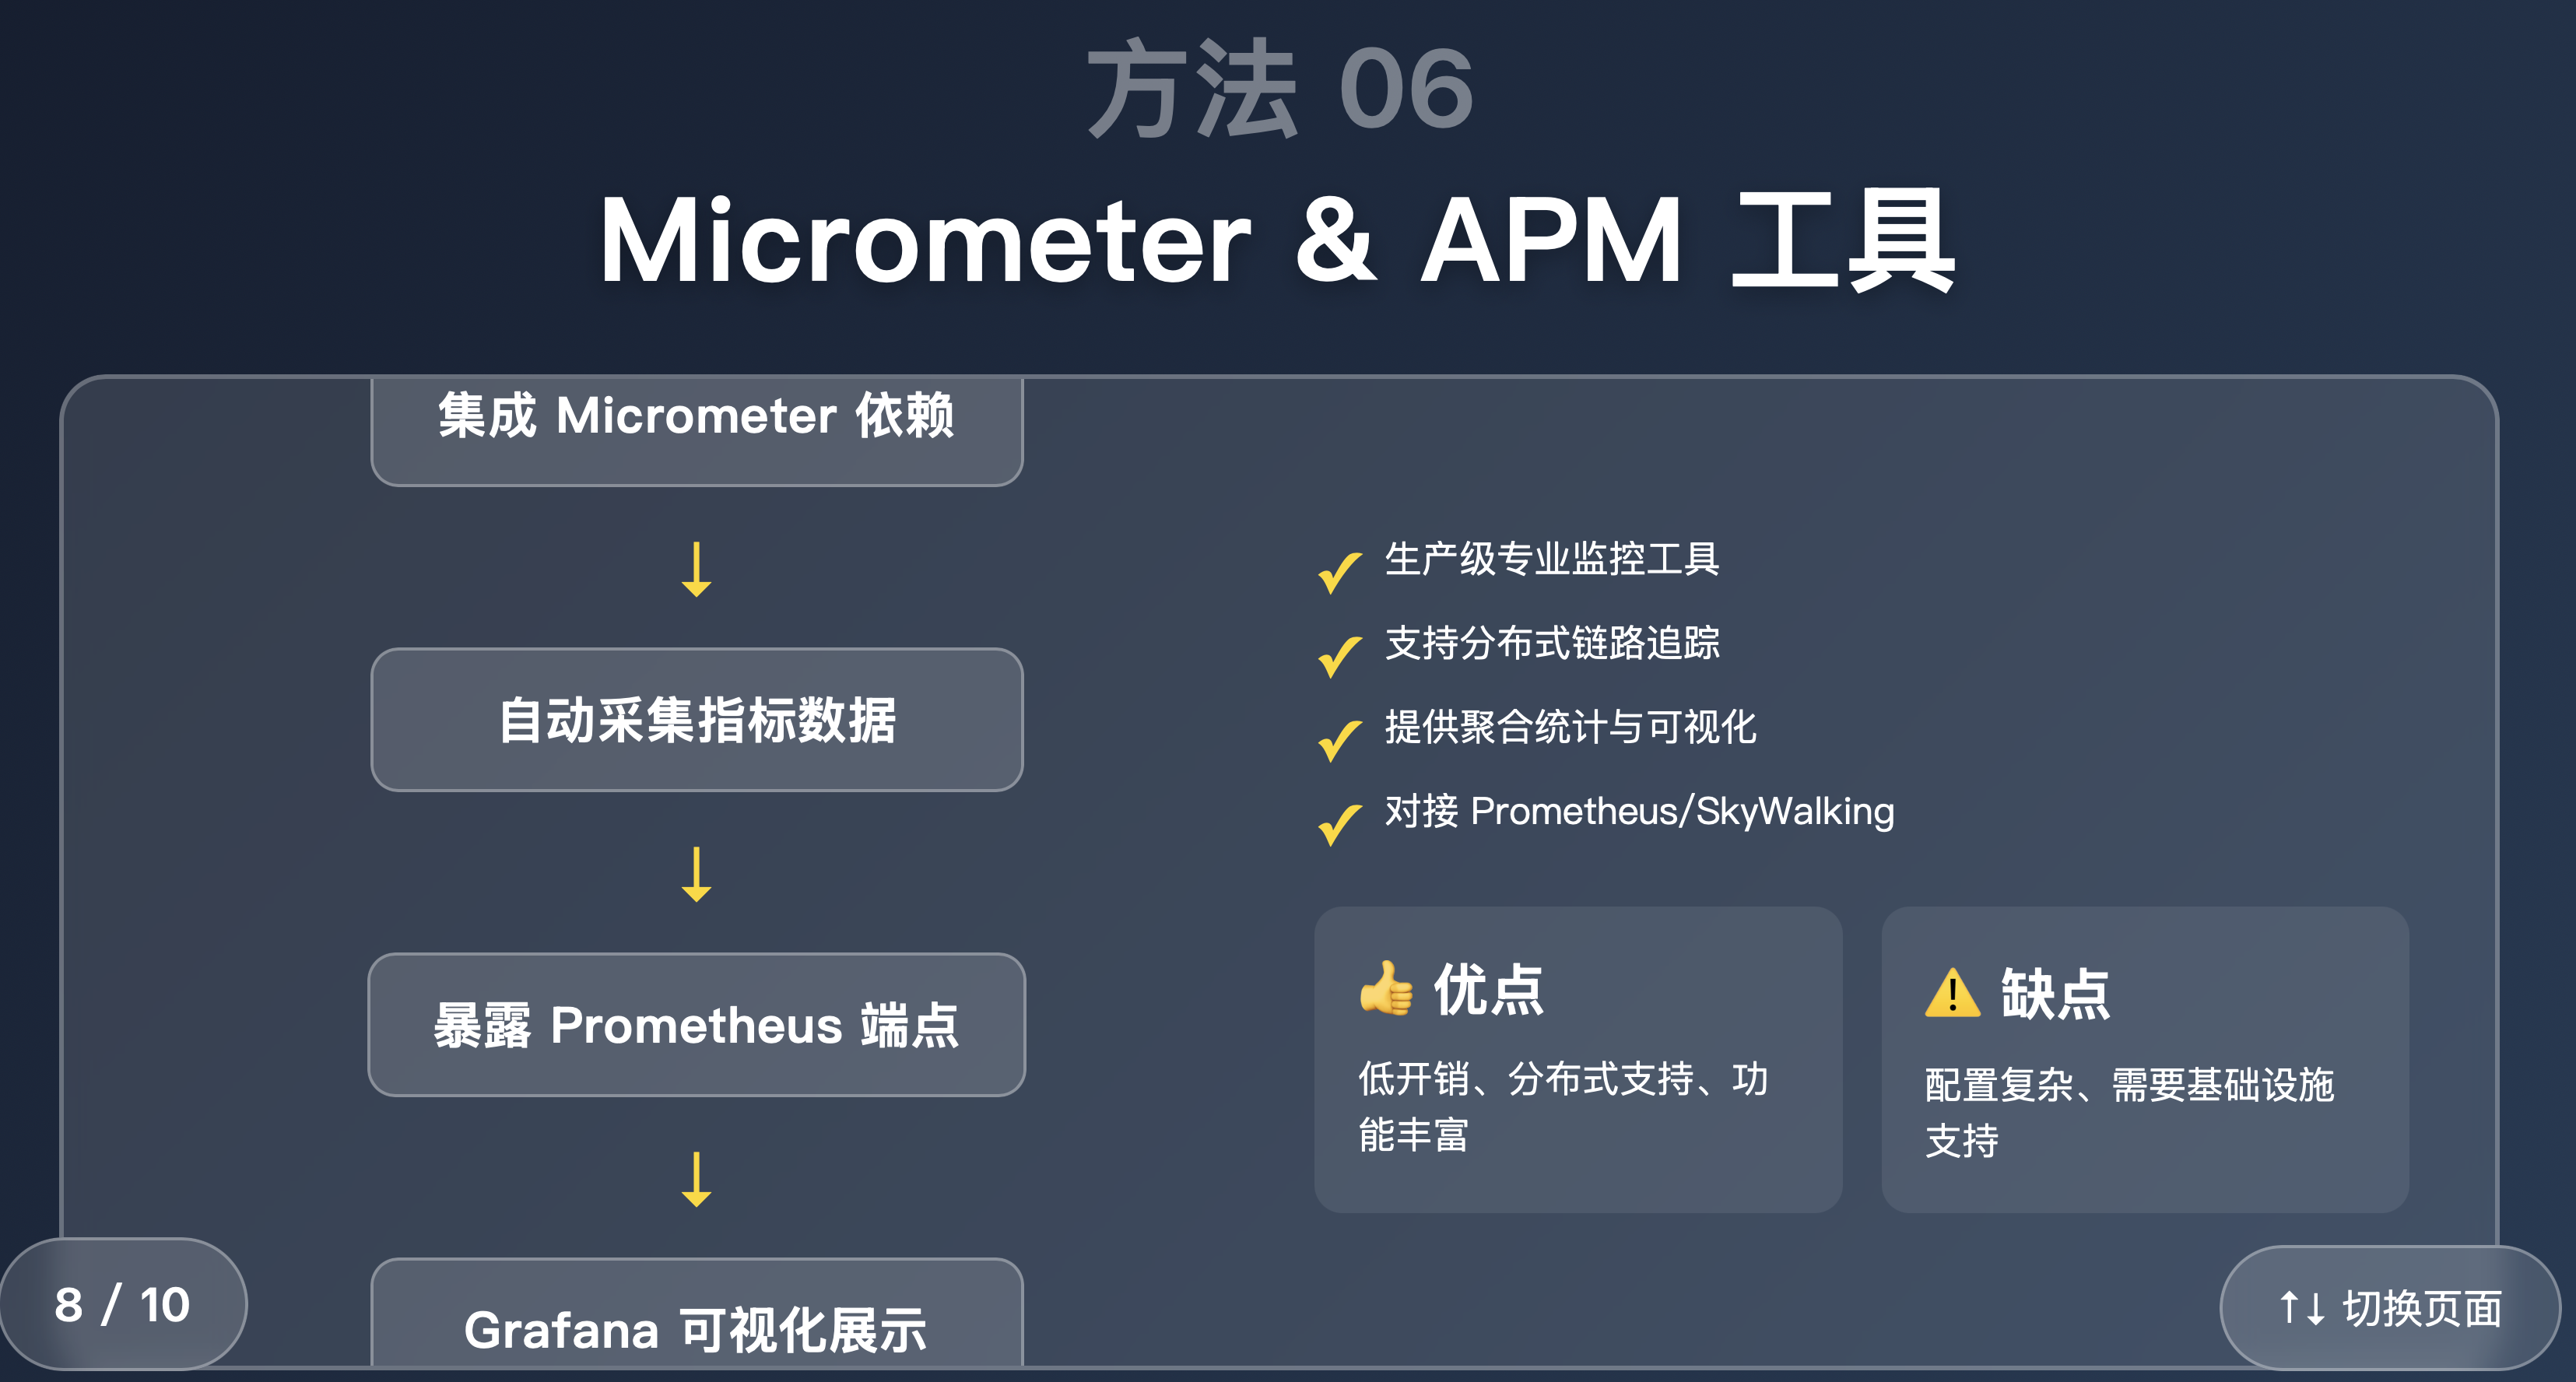 方法 06
Micrometer & APM 工具
集成 Micrometer 依赖
↓
自动采集指标数据
↓
暴露 Prometheus 端点
↓
Grafana 可视化展示
✓ 生产级专业监控工具
✓ 支持分布式链路追踪
✓ 提供聚合统计与可视化
✓ 对接 Prometheus/SkyWalking
👍 优点
低开销、分布式支持、功
能丰富
⚠️ 缺点
配置复杂、需要基础设施
支持
8 / 10
↑↓ 切换页面